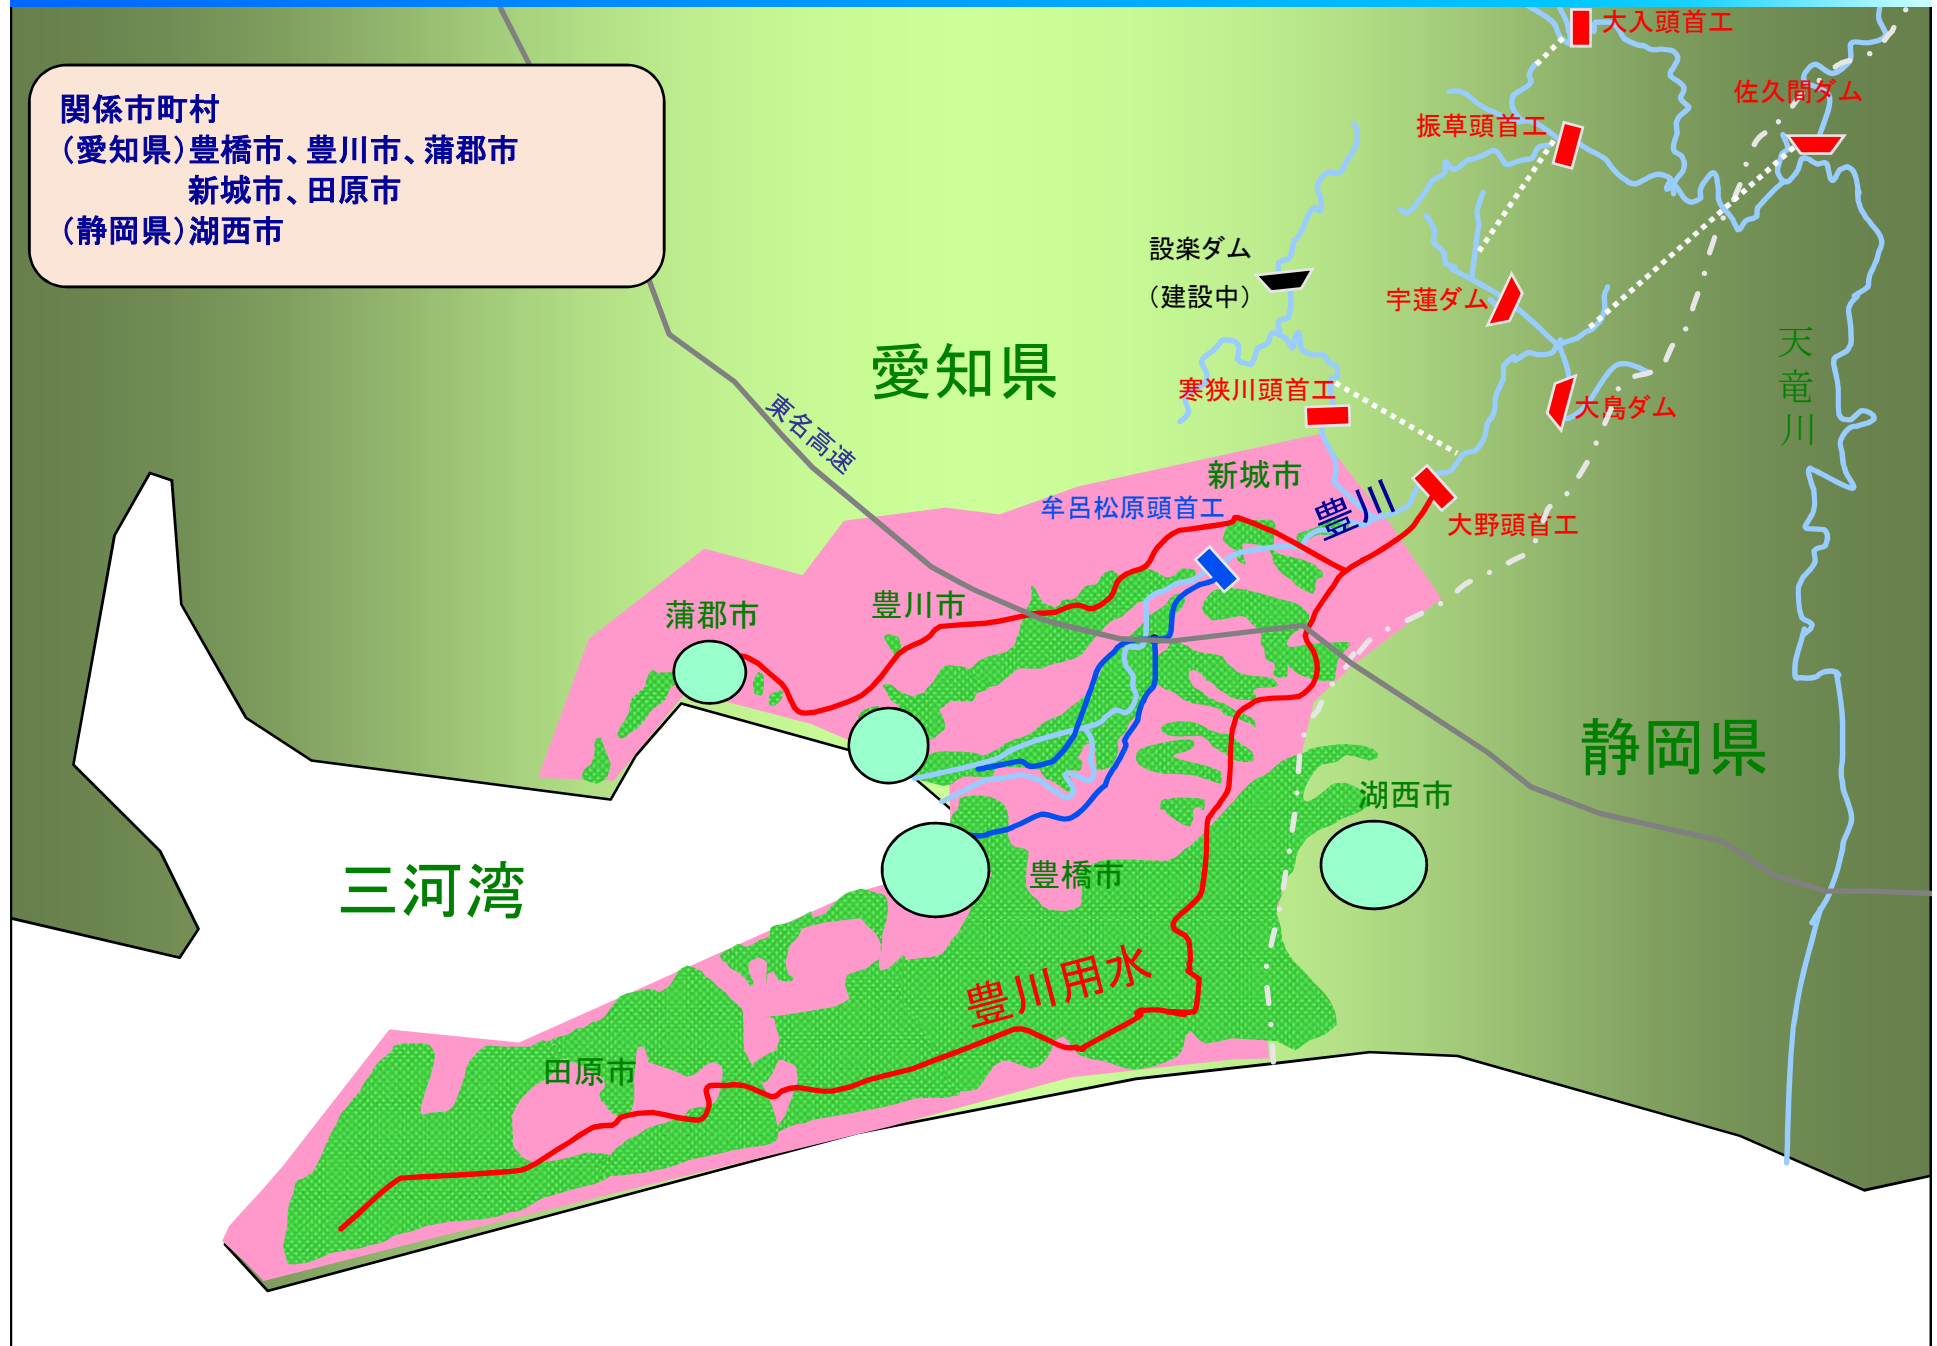 関係市町村
（愛知県）豊橋市、豊川市、蒲郡市
新城市、田原市
（静岡県）湖西市
大入頭首工
佐久間ダム
振草頭首工
設楽ダム
（建設中）
宇蓮ダム
天竜川
愛知県
寒狭川頭首工
大島ダム
東名高速
新城市
牟呂松原頭首工
豊川
大野頭首工
蒲郡市
豊川市
静岡県
湖西市
三河湾
豊橋市
豊川用水
田原市